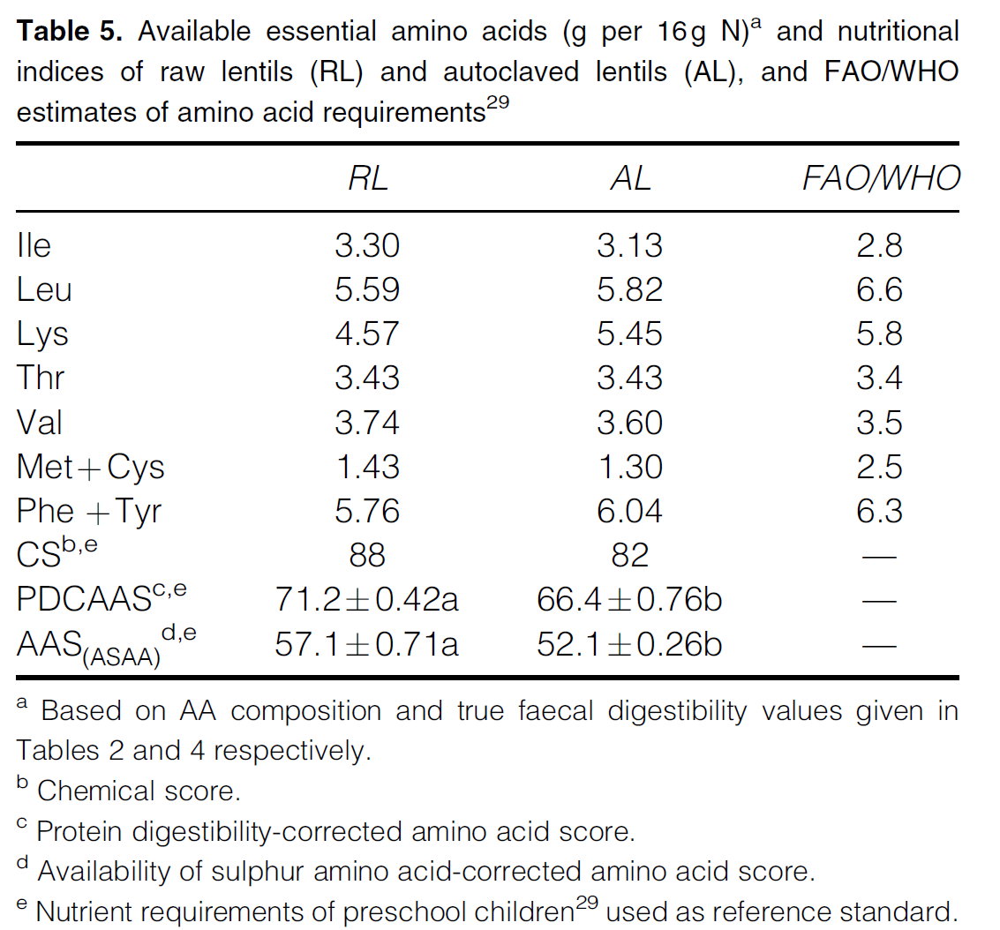 Table 5. Available essential amino acids (g per 16 g N)a and nutritional
indices of raw lentils (RL) and autoclaved lentils (AL), and FAO/WHO
estimates of amino acid requirements29
RL AL FAO/WHO
Ile 3.30 3.13 2.8
Leu 5.59 5.82 6.6
Lys 4.57 5.45 5.8
Thr 3.43 3.43 3.4
Val 3.74 3.60 3.5
Met+Cys 1.43 1.30 2.5
Phe +Tyr 5.76 6.04 6.3
CSb,e 88 82 —
PDCAASc,e 71.2±0.42a 66.4±0.76b —
AAS(ASAA)d,e 57.1±0.71a 52.1±0.26b —
a Based on AA composition and true faecal digestibility values given in
Tables 2 and 4 respectively.
b Chemical score.
c Protein digestibility-corrected amino acid score.
d Availability of sulphur amino acid-corrected amino acid score.
e Nutrient requirements of preschool children29 used as reference standard.